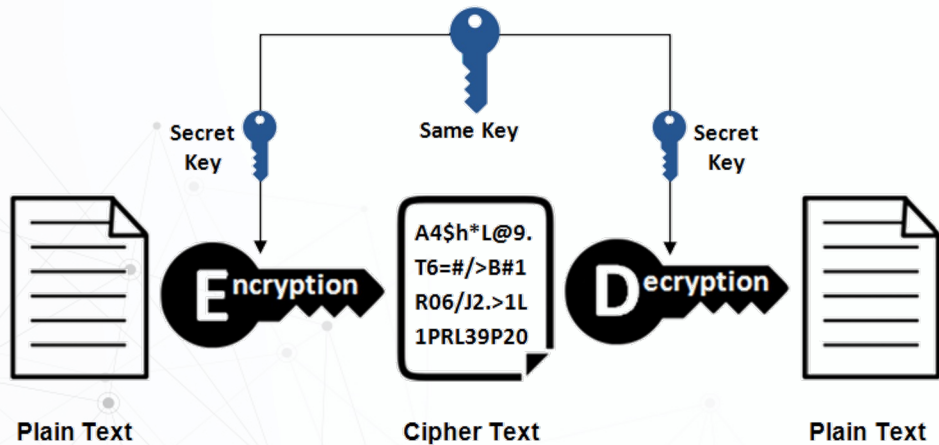 Same Key
Secret
Key
Secret
Key
Encryption
A4$h*L@9.
T6=#/>B#1
R06/J2.>1L
1PRL39P20
Decryption
Plain Text
Cipher Text
Plain Text